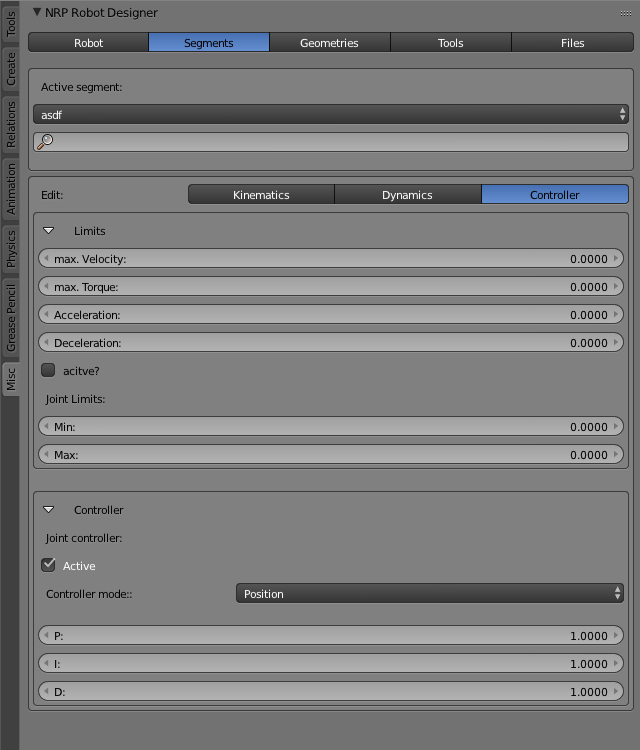 NRP Robot Designer
Robot Segments Geometries Tools Files
Active segment:
asdf
Edit: Kinematics Dynamics Controller
Limits
max. Velocity: 0.0000
max. Torque: 0.0000
Acceleration: 0.0000
Deceleration: 0.0000
acitve?
Joint Limits:
Min: 0.0000
Max: 0.0000
Controller
Joint controller:
Active
Controller mode:: Position
P: 1.0000
I: 1.0000
D: 1.0000
Tools
Create
Relations
Animation
Physics
Grease Pencil
Misc